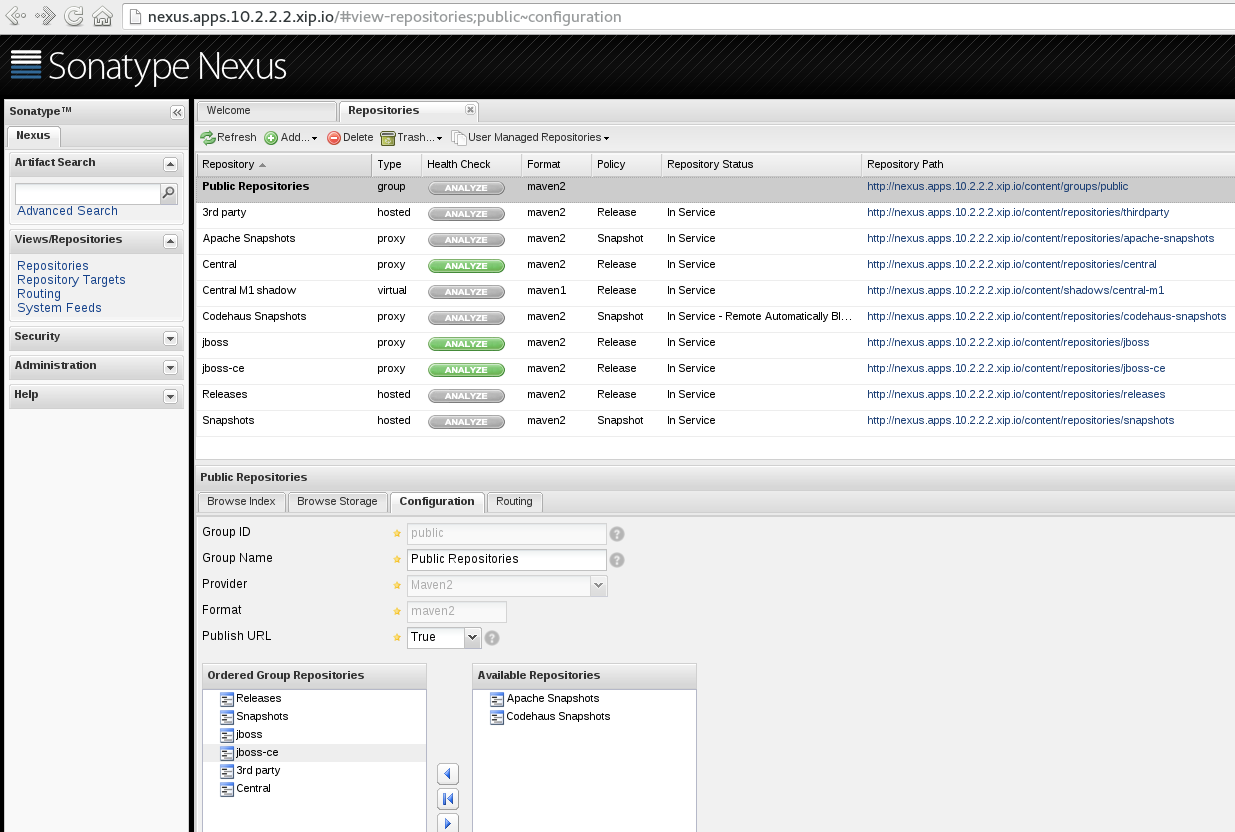 nexus.apps.10.2.2.2.xip.io/#view-repositories;public~configuration
Sonatype Nexus
Sonatype™
Nexus
Artifact Search
Advanced Search
Views/Repositories
Repositories
Repository Targets
Routing
System Feeds
Security
Administration
Help
Welcome Repositories
Refresh Add... Delete Trash... User Managed Repositories
Repository Type Health Check Format Policy Repository Status Repository Path
Public Repositories group ANALYZE maven2 http://nexus.apps.10.2.2.2.xip.io/content/groups/public
3rd party hosted ANALYZE maven2 Release In Service http://nexus.apps.10.2.2.2.xip.io/content/repositories/thirdparty
Apache Snapshots proxy ANALYZE maven2 Snapshot In Service http://nexus.apps.10.2.2.2.xip.io/content/repositories/apache-snapshots
Central proxy ANALYZE maven2 Release In Service http://nexus.apps.10.2.2.2.xip.io/content/repositories/central
Central M1 shadow virtual ANALYZE maven1 Release In Service http://nexus.apps.10.2.2.2.xip.io/content/shadows/central-m1
Codehaus Snapshots proxy ANALYZE maven2 Snapshot In Service - Remote Automatically Bl... http://nexus.apps.10.2.2.2.xip.io/content/repositories/codehaus-snapshots
jboss proxy ANALYZE maven2 Release In Service http://nexus.apps.10.2.2.2.xip.io/content/repositories/jboss
jboss-ce proxy ANALYZE maven2 Release In Service http://nexus.apps.10.2.2.2.xip.io/content/repositories/jboss-ce
Releases hosted ANALYZE maven2 Release In Service http://nexus.apps.10.2.2.2.xip.io/content/repositories/releases
Snapshots hosted ANALYZE maven2 Snapshot In Service http://nexus.apps.10.2.2.2.xip.io/content/repositories/snapshots
Public Repositories
Browse Index Browse Storage Configuration Routing
Group ID public
Group Name Public Repositories
Provider Maven2
Format maven2
Publish URL True
Ordered Group Repositories
Releases
Snapshots
jboss
jboss-ce
3rd party
Central
Available Repositories
Apache Snapshots
Codehaus Snapshots